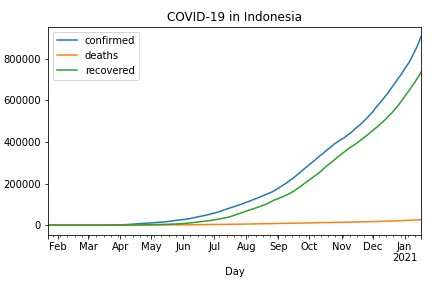 COVID-19 in Indonesia
confirmed
deaths
recovered
800000
600000
400000
200000
0
Feb Mar Apr May Jun Jul Aug Sep Oct Nov Dec Jan
2021
Day